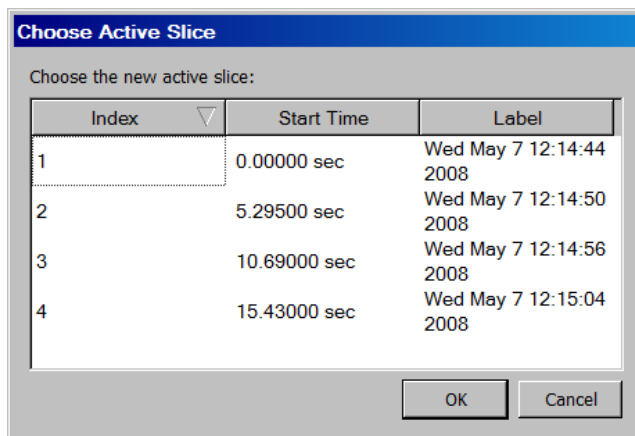 Choose Active Slice
Choose the new active slice:
Index Start Time Label
1 0.00000 sec Wed May 7 12:14:44
2008
2 5.29500 sec Wed May 7 12:14:50
2008
3 10.69000 sec Wed May 7 12:14:56
2008
4 15.43000 sec Wed May 7 12:15:04
2008
OK Cancel